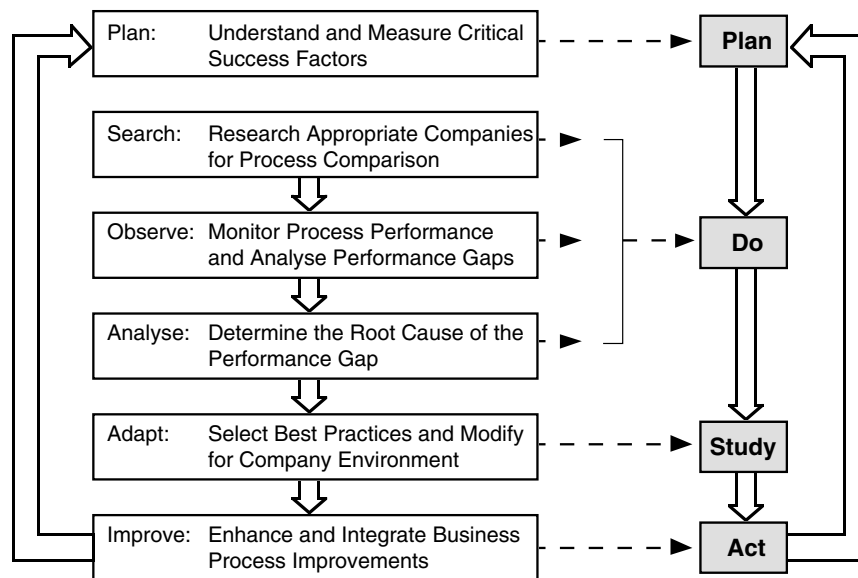 Plan: Understand and Measure Critical
Success Factors
Plan
Search: Research Appropriate Companies
for Process Comparison
Observe: Monitor Process Performance
and Analyse Performance Gaps
Do
Analyse: Determine the Root Cause of the
Performance Gap
Adapt: Select Best Practices and Modify
for Company Environment
Study
Improve: Enhance and Integrate Business
Process Improvements
Act